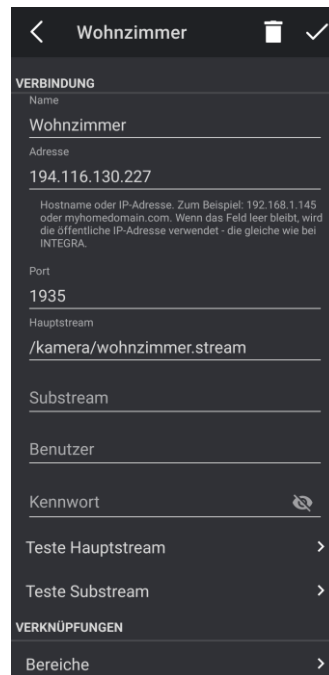 Wohnzimmer
VERBINDUNG
Name
Wohnzimmer
Adresse
194.116.130.227
Hostname oder IP-Adresse. Zum Beispiel: 192.168.1.145
oder myhomedomain.com. Wenn das Feld leer bleibt, wird
die öffentliche IP-Adresse verwendet - die gleiche wie bei
INTEGRA.
Port
1935
Hauptstream
/kamera/wohnzimmer.stream
Substream
Benutzer
Kennwort
Teste Hauptstream
Teste Substream
VERKNÜPFUNGEN
Bereiche